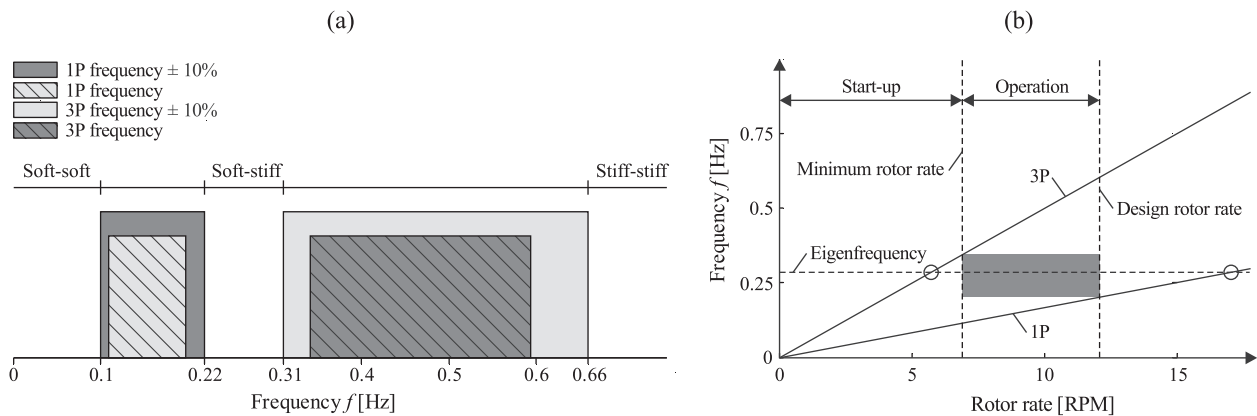 (a)
1P frequency ± 10%
1P frequency
3P frequency ± 10%
3P frequency
Soft-soft
Soft-stiff
Stiff-stiff
0
0.1
0.22
0.31
0.4
0.5
0.6
0.66
Frequency f [Hz]
(b)
Start-up
Operation
0.75
Minimum rotor rate
3P
0.5
Design rotor rate
Eigenfrequency
0.25
1P
0
0
5
10
15
Frequency f [Hz]
Rotor rate [RPM]